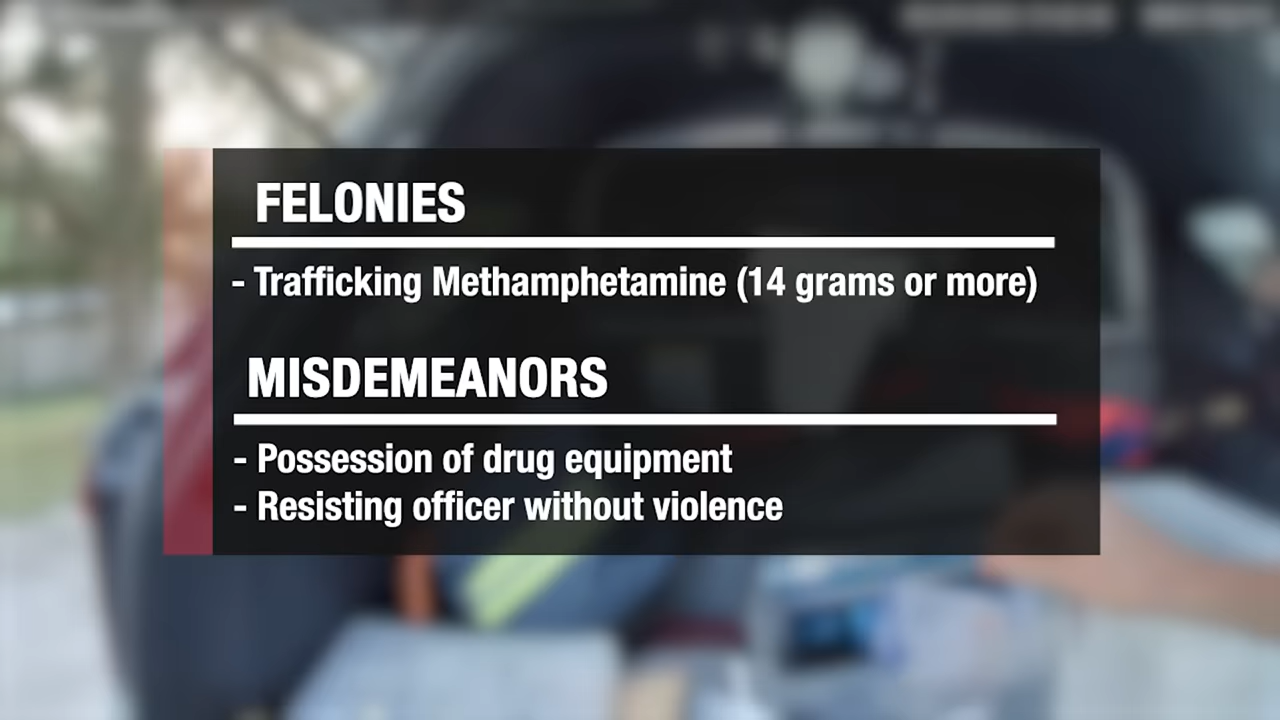 FELONIES
- Trafficking Methamphetamine (14 grams or more)
MISDEMEANORS
- Possession of drug equipment
- Resisting officer without violence